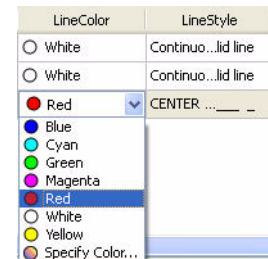 LineColor LineStyle
White Continuo...lid line
White Continuo...lid line
Red CENTER ...___ _
Blue
Cyan
Green
Magenta
Red
White
Yellow
Specify Color...